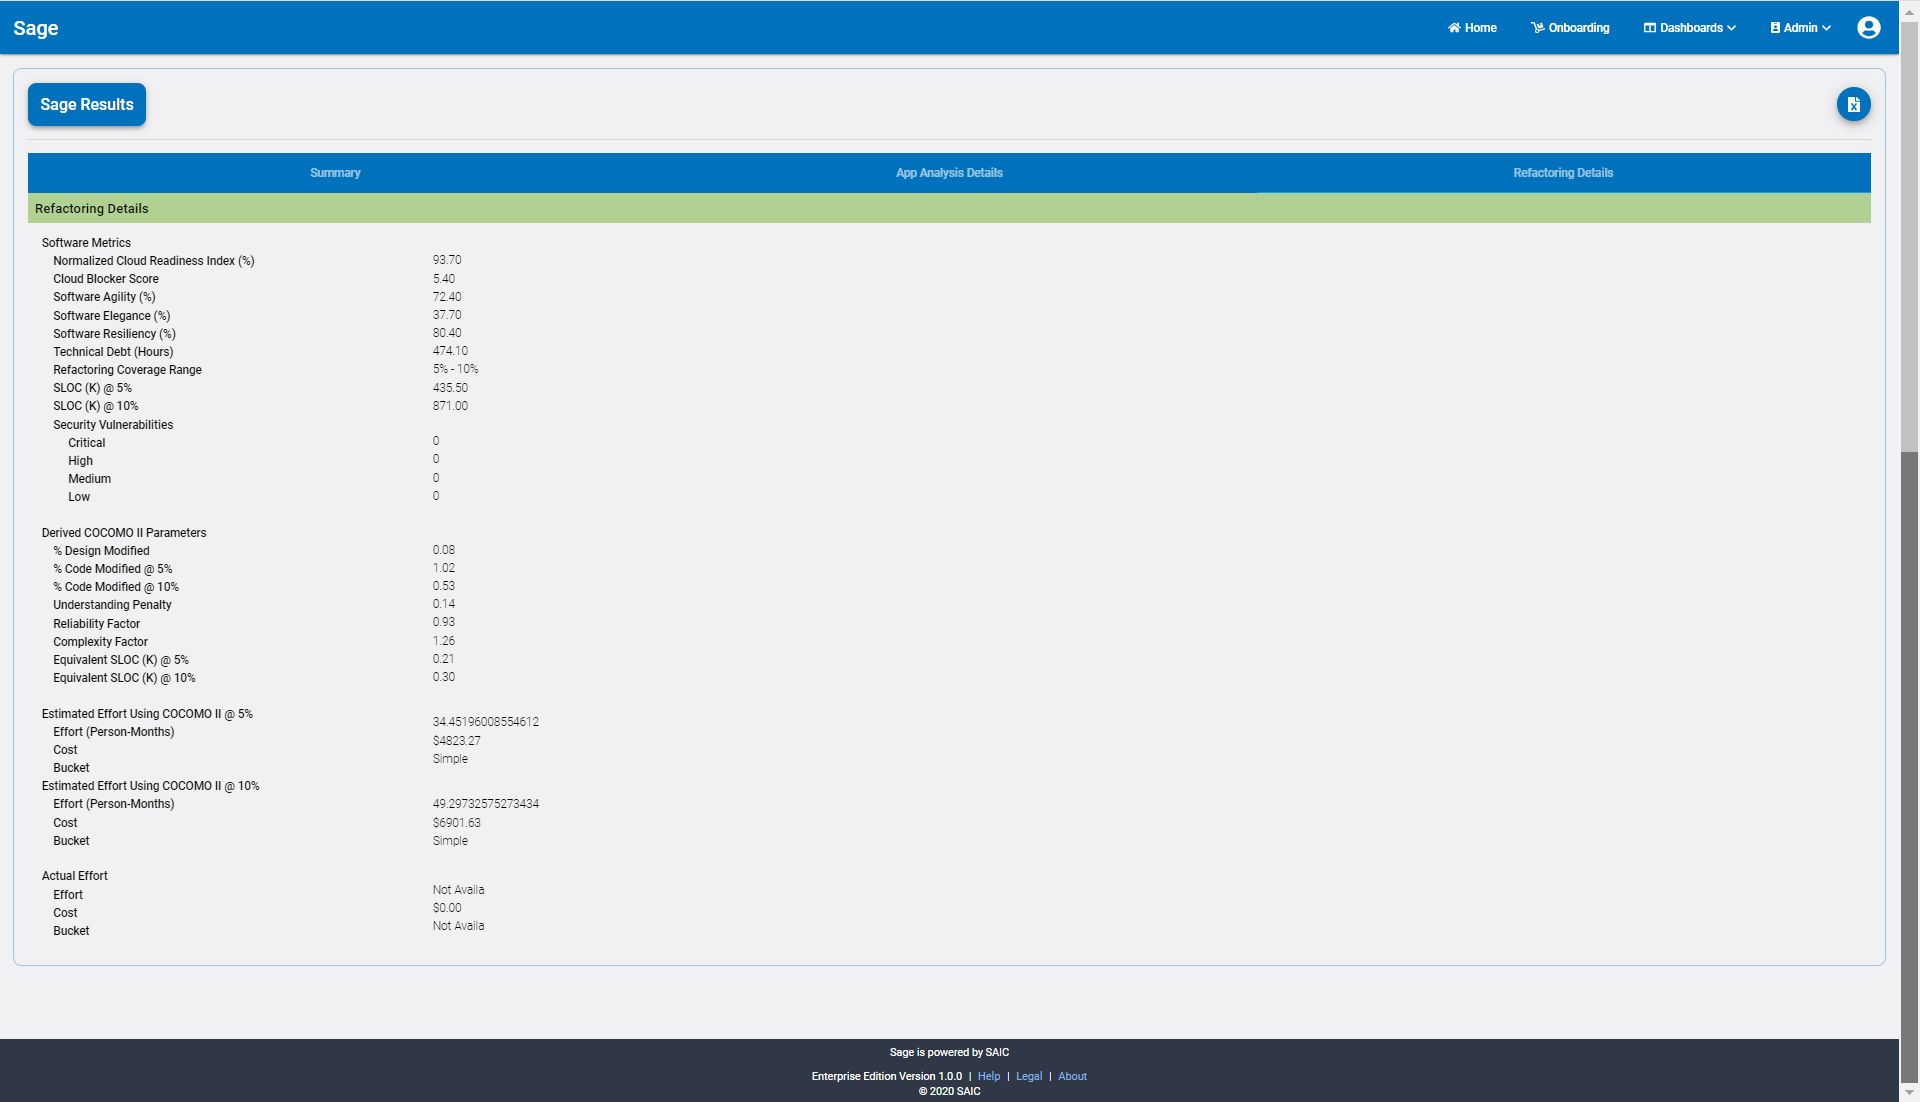 Sage
Home Onboarding Dashboards Admin
Sage Results
Summary App Analysis Details Refactoring Details
Refactoring Details
Software Metrics
Normalized Cloud Readiness Index (%) 93.70
Cloud Blocker Score 5.40
Software Agility (%) 72.40
Software Elegance (%) 37.70
Software Resiliency (%) 80.40
Technical Debt (Hours) 474.10
Refactoring Coverage Range 5% - 10%
SLOC (K) @ 5% 435.50
SLOC (K) @ 10% 871.00
Security Vulnerabilities
Critical 0
High 0
Medium 0
Low 0
Derived COCOMO II Parameters
% Design Modified 0.08
% Code Modified @ 5% 1.02
% Code Modified @ 10% 0.53
Understanding Penalty 0.14
Reliability Factor 0.93
Complexity Factor 1.26
Equivalent SLOC (K) @ 5% 0.21
Equivalent SLOC (K) @ 10% 0.30
Estimated Effort Using COCOMO II @ 5%
Effort (Person-Months) 34.45196008554612
Cost $4823.27
Bucket Simple
Estimated Effort Using COCOMO II @ 10%
Effort (Person-Months) 49.29732575273434
Cost $6901.63
Bucket Simple
Actual Effort
Effort Not Availa
Cost $0.00
Bucket Not Availa
Sage is powered by SAIC
Enterprise Edition Version 1.0.0 | Help | Legal | About
© 2020 SAIC